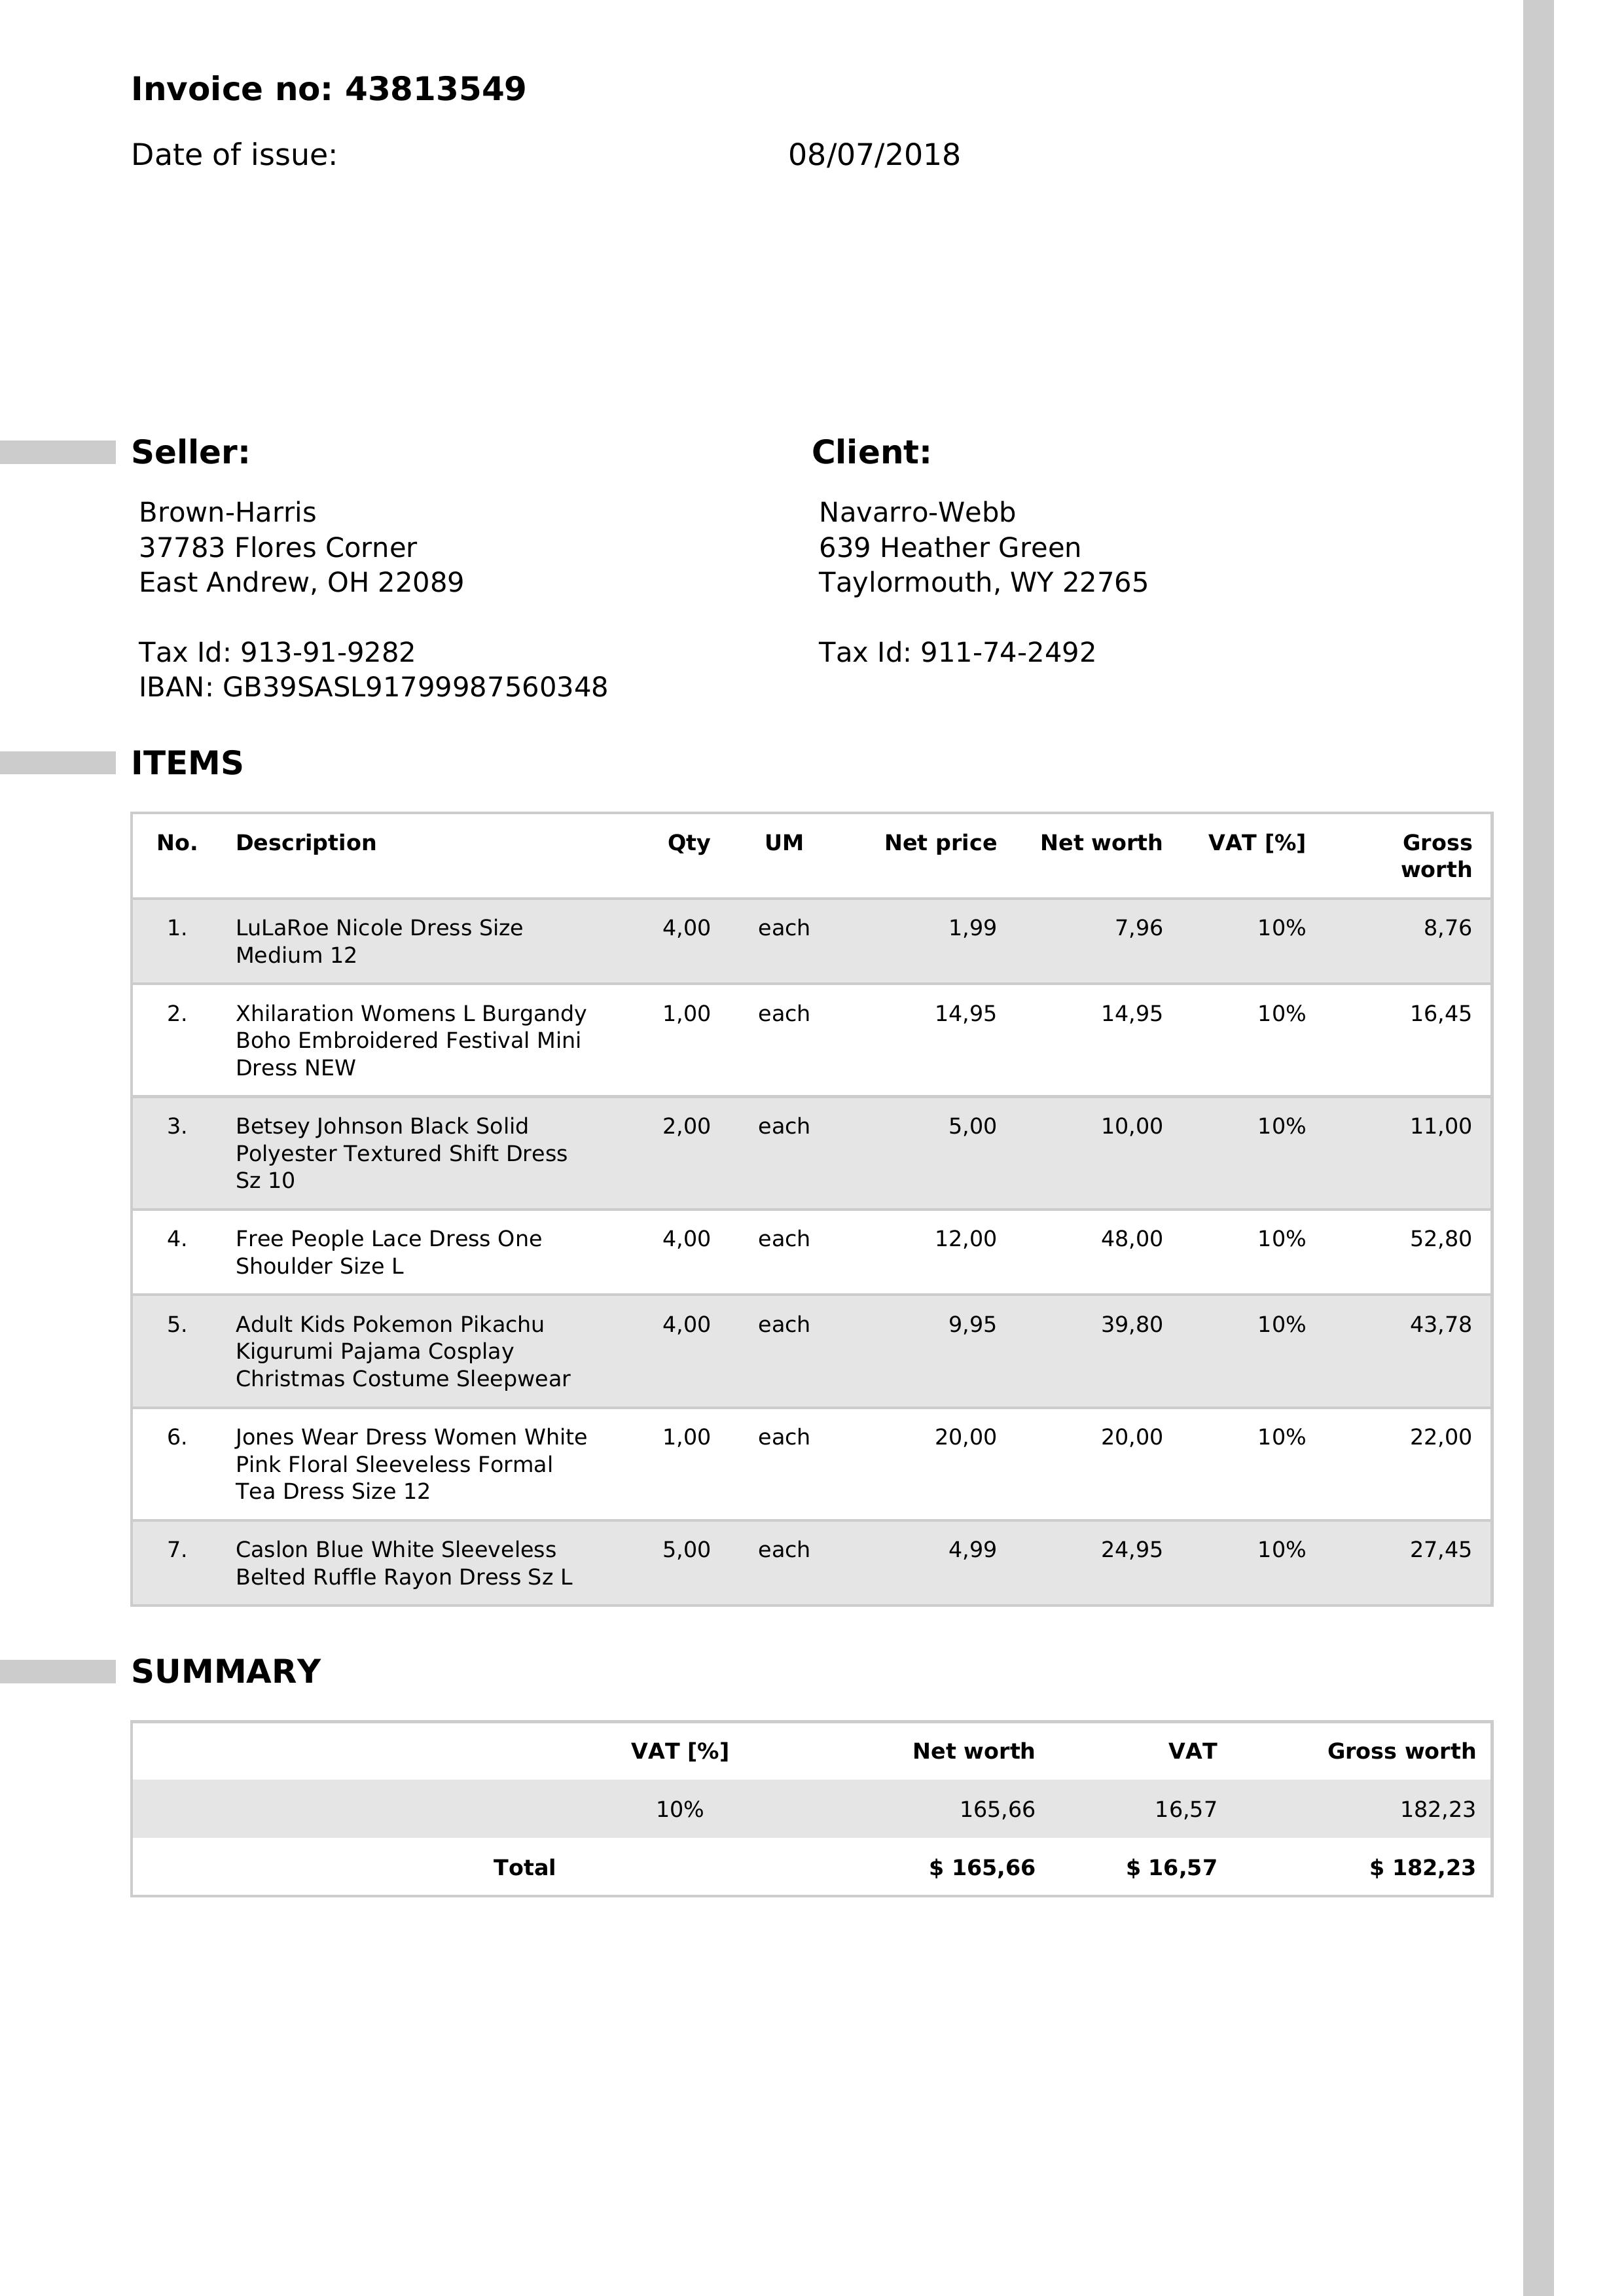 Invoice no: 43813549
Date of issue: 08/07/2018
Seller:
Brown-Harris
37783 Flores Corner
East Andrew, OH 22089
Tax Id: 913-91-9282
IBAN: GB39SASL91799987560348
Client:
Navarro-Webb
639 Heather Green
Taylormouth, WY 22765
Tax Id: 911-74-2492
ITEMS
No. Description Qty UM Net price Net worth VAT [%] Gross
worth
1. LuLaRoe Nicole Dress Size 4,00 each 1,99 7,96 10% 8,76
Medium 12
2. Xhilaration Womens L Burgandy 1,00 each 14,95 14,95 10% 16,45
Boho Embroidered Festival Mini
Dress NEW
3. Betsey Johnson Black Solid 2,00 each 5,00 10,00 10% 11,00
Polyester Textured Shift Dress
Sz 10
4. Free People Lace Dress One 4,00 each 12,00 48,00 10% 52,80
Shoulder Size L
5. Adult Kids Pokemon Pikachu 4,00 each 9,95 39,80 10% 43,78
Kigurumi Pajama Cosplay
Christmas Costume Sleepwear
6. Jones Wear Dress Women White 1,00 each 20,00 20,00 10% 22,00
Pink Floral Sleeveless Formal
Tea Dress Size 12
7. Caslon Blue White Sleeveless 5,00 each 4,99 24,95 10% 27,45
Belted Ruffle Rayon Dress Sz L
SUMMARY
VAT [%] Net worth VAT Gross worth
10% 165,66 16,57 182,23
Total $ 165,66 $ 16,57 $ 182,23